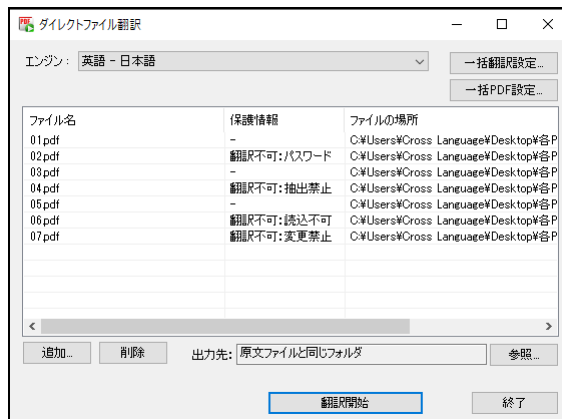 ダイレクトファイル翻訳
エンジン： 英語 - 日本語
一括翻訳設定...
一括PDF設定...
ファイル名 保護情報 ファイルの場所
01.pdf - C:¥Users¥Cross Language¥Desktop¥各P
02.pdf 翻訳不可:パスワード C:¥Users¥Cross Language¥Desktop¥各P
03.pdf - C:¥Users¥Cross Language¥Desktop¥各P
04.pdf 翻訳不可:抽出禁止 C:¥Users¥Cross Language¥Desktop¥各P
05.pdf - C:¥Users¥Cross Language¥Desktop¥各P
06.pdf 翻訳不可:読込不可 C:¥Users¥Cross Language¥Desktop¥各P
07.pdf 翻訳不可:変更禁止 C:¥Users¥Cross Language¥Desktop¥各P
追加... 削除 出力先: 原文ファイルと同じフォルダ 参照...
翻訳開始 終了